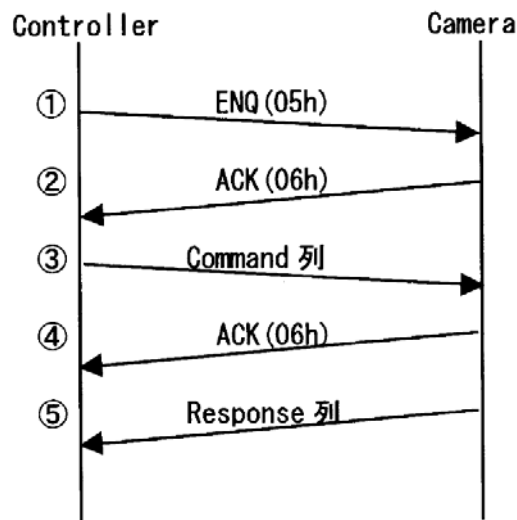 Controller Camera
① ENQ(05h)
② ACK(06h)
③ Command 列
④ ACK(06h)
⑤ Response 列